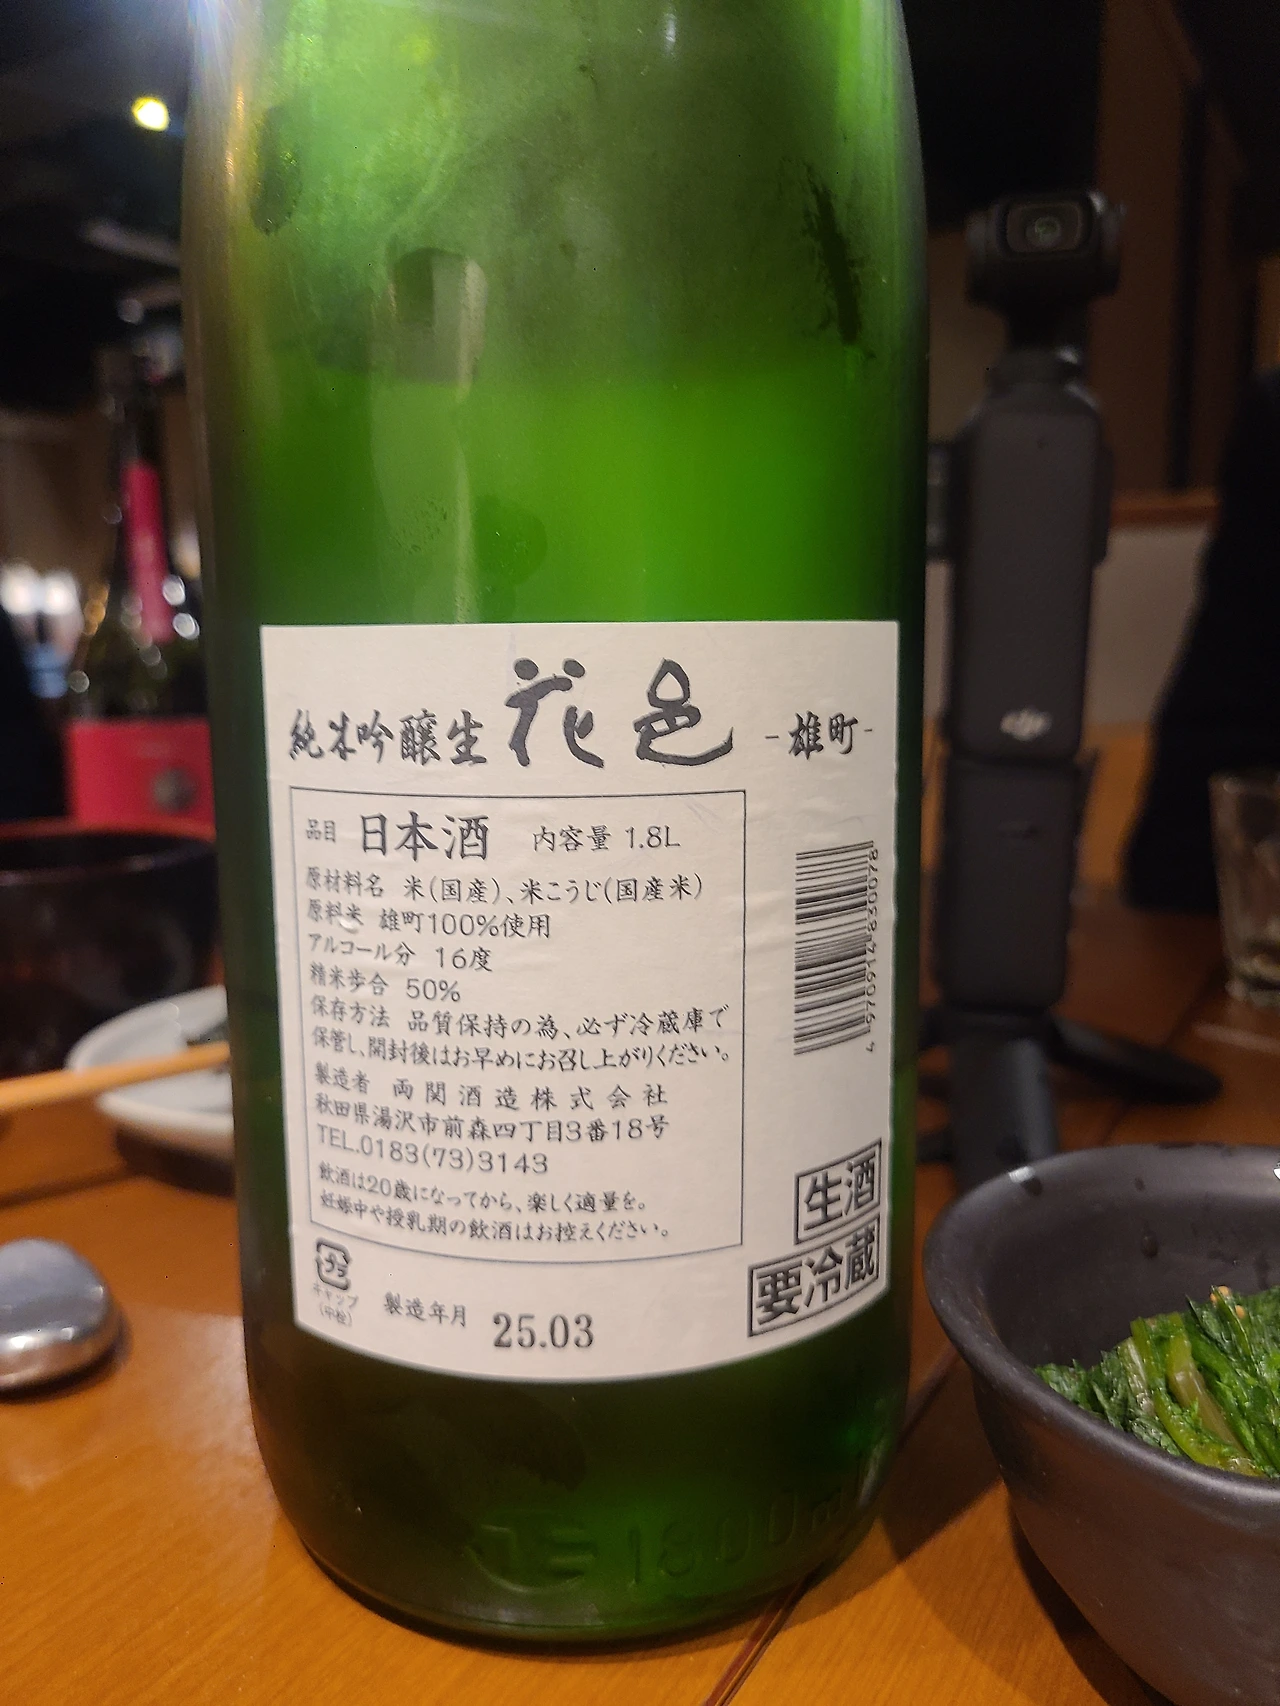 純米吟醸生 花邑 -雄町-
品目 日本酒 内容量 1.8L
原材料名 米(国産)、米こうじ(国産米)
原料米 雄町100%使用
アルコール分 16度
精米歩合 50%
保存方法 品質保持の為、必ず冷蔵庫で
保管し、開封後はお早めにお召し上がりください。
製造者 両関酒造株式会社
秋田県湯沢市前森四丁目3番18号
TEL.0183(73)3143
飲酒は20歳になってから、楽しく適量を。
妊娠中や授乳期の飲酒はお控えください。
4 970914 830078
生酒
要冷蔵
プラ
キャップ
(中栓)
製造年月 25.03
1800ml
dji